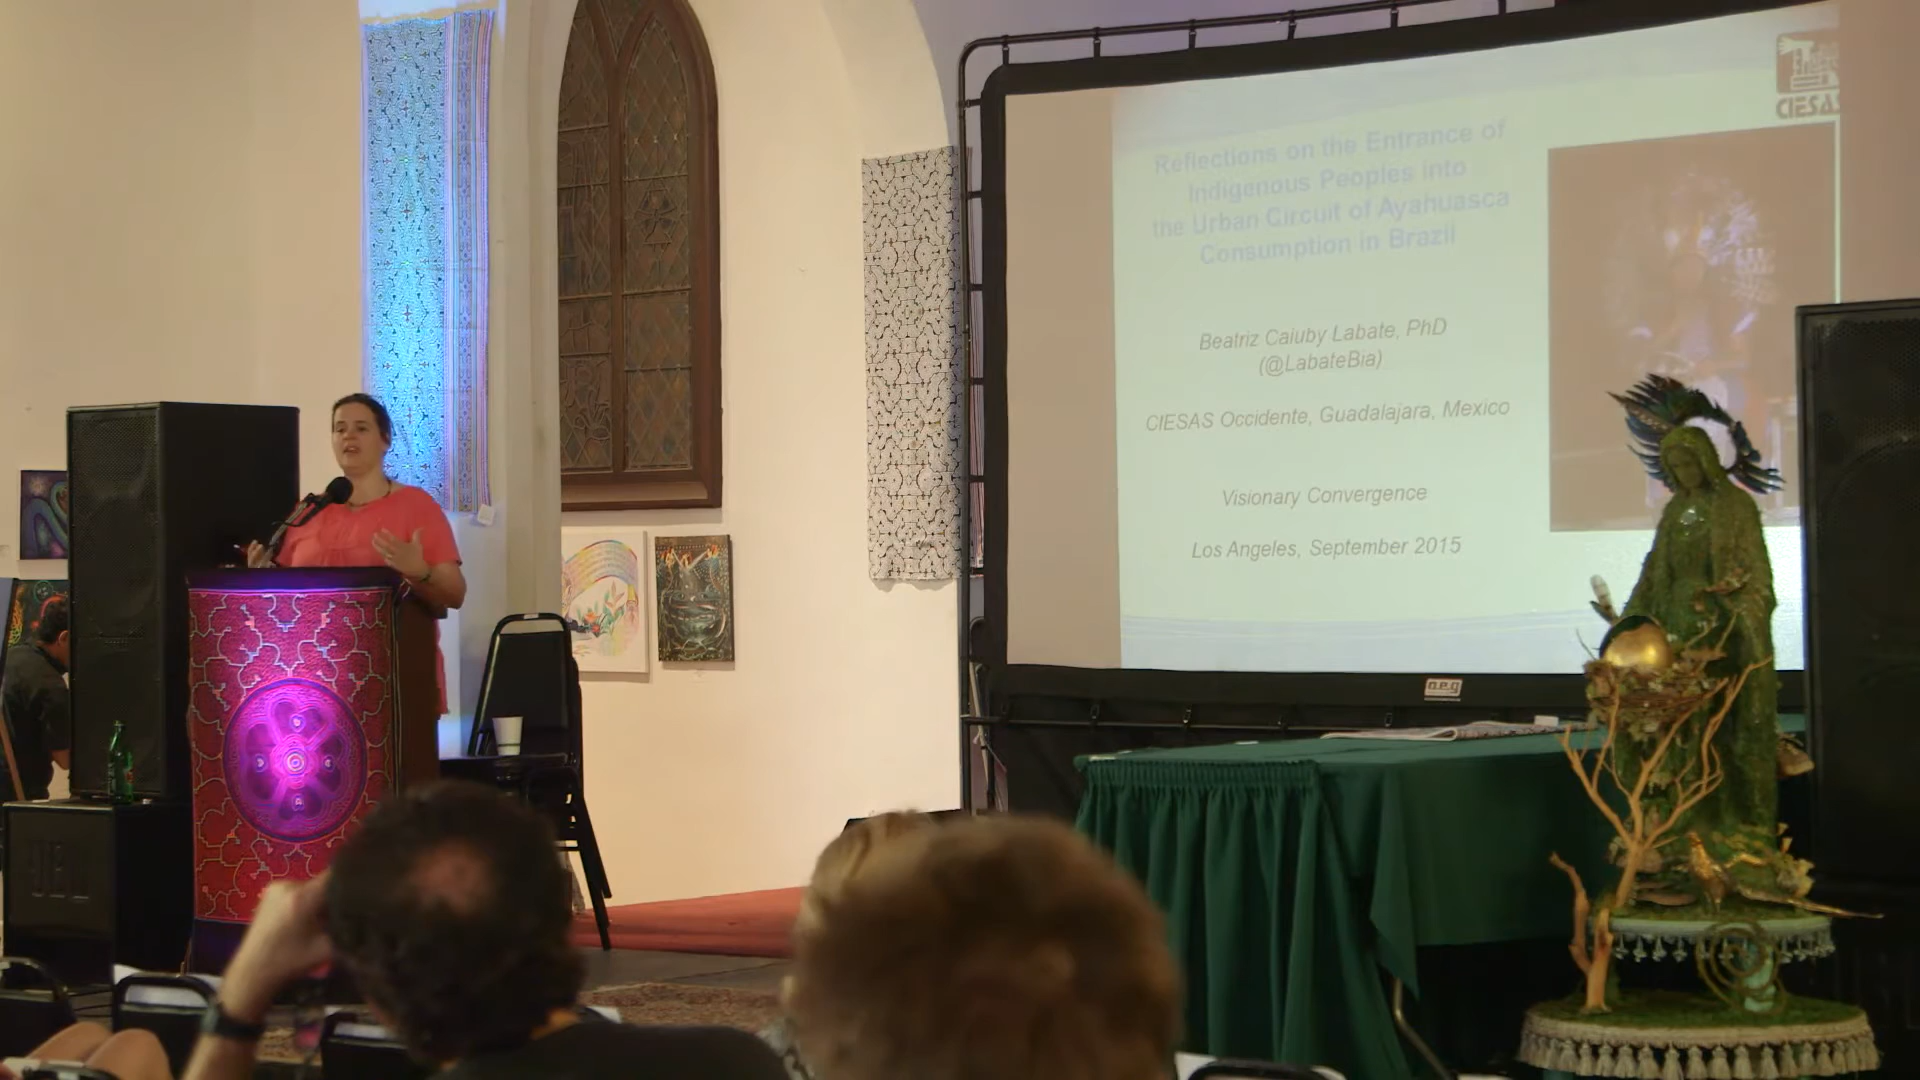 CIESAS
Reflections on the Entrance of
Indigenous Peoples into
the Urban Circuit of Ayahuasca
Consumption in Brazil
Beatriz Caiuby Labate, PhD
(@LabateBia)
CIESAS Occidente, Guadalajara, Mexico
Visionary Convergence
Los Angeles, September 2015
JBL